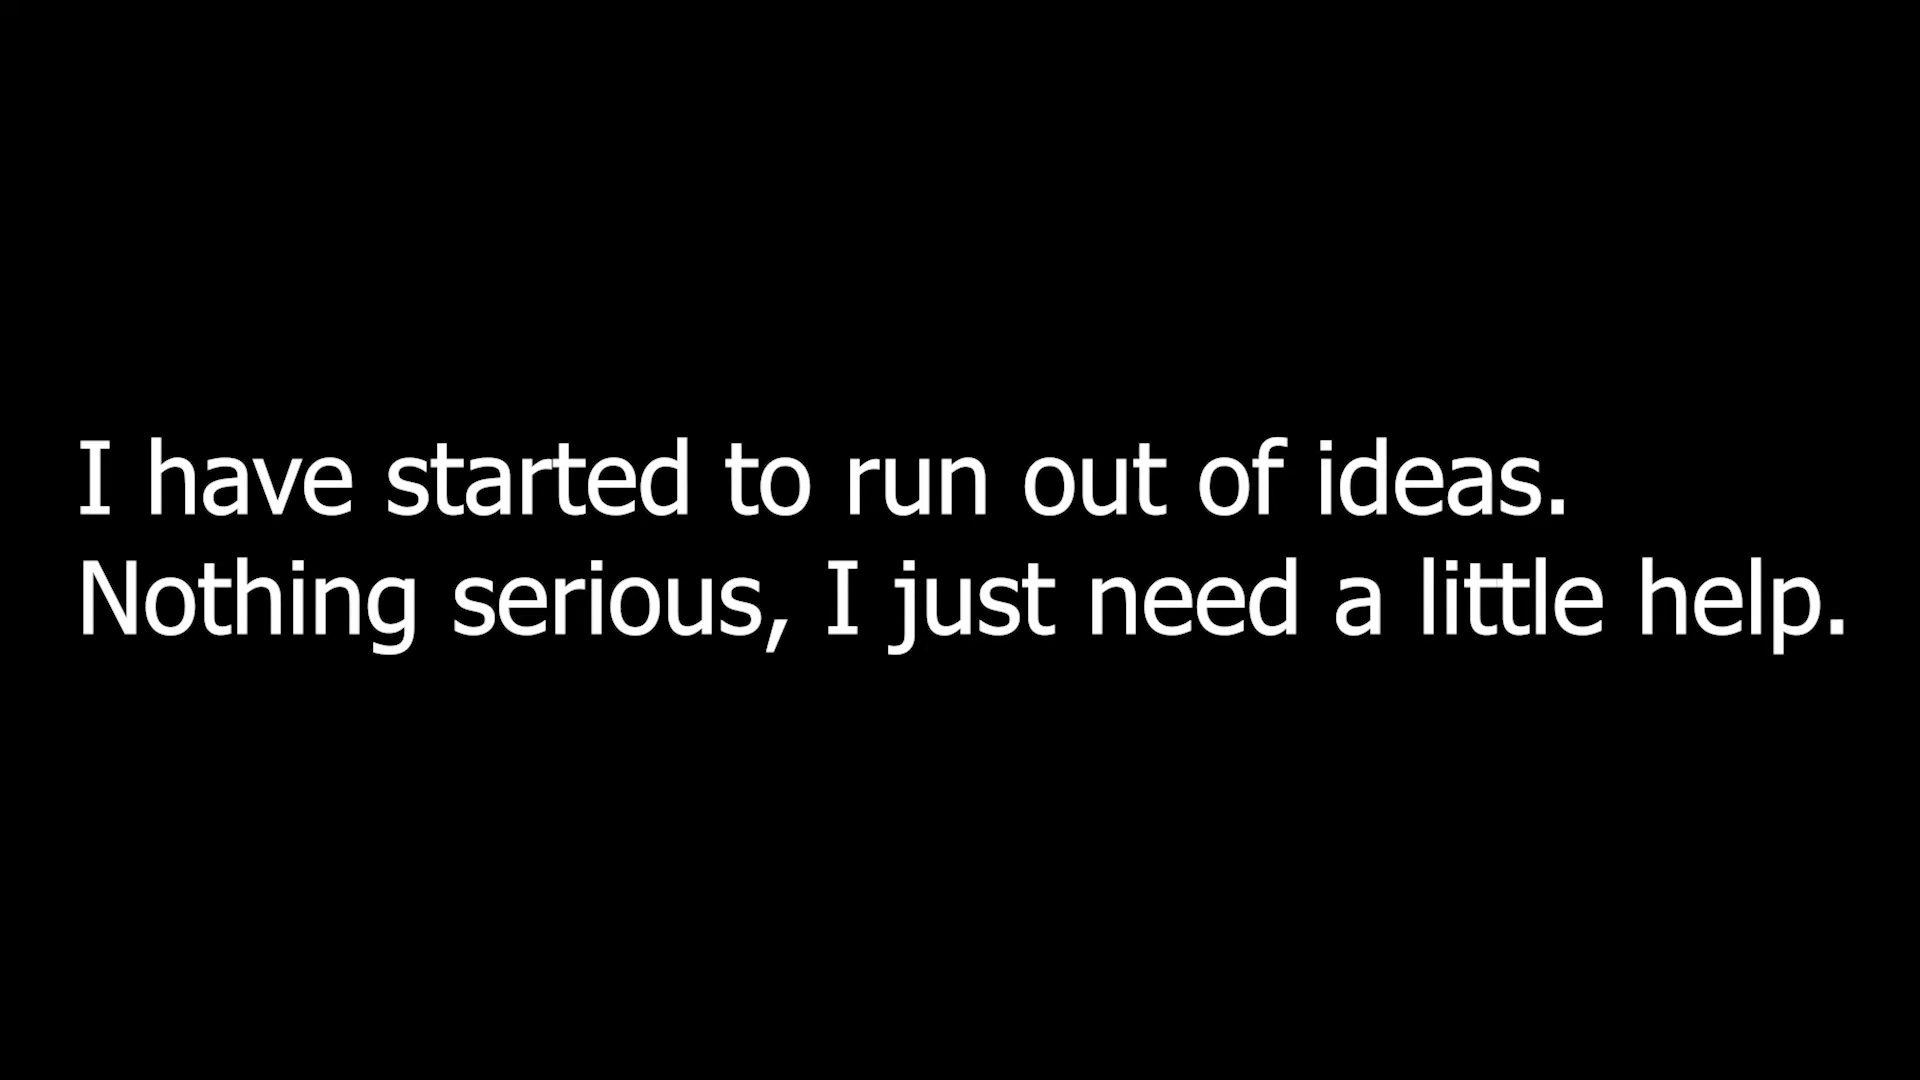 I have started to run out of ideas.
Nothing serious, I just need a little help.